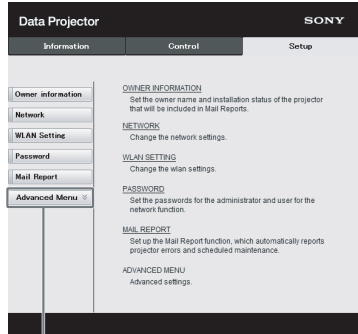 Data Projector
SONY
Information
Control
Setup
Owner information
Network
WLAN Setting
Password
Mail Report
Advanced Menu
OWNER INFORMATION
Set the owner name and installation status of the projector
that will be included in Mail Reports.
NETWORK
Change the network settings.
WLAN SETTING
Change the wlan settings.
PASSWORD
Set the passwords for the administrator and user for the
network function.
MAIL REPORT
Set up the Mail Report function, which automatically reports
projector errors and scheduled maintenance.
ADVANCED MENU
Advanced settings.